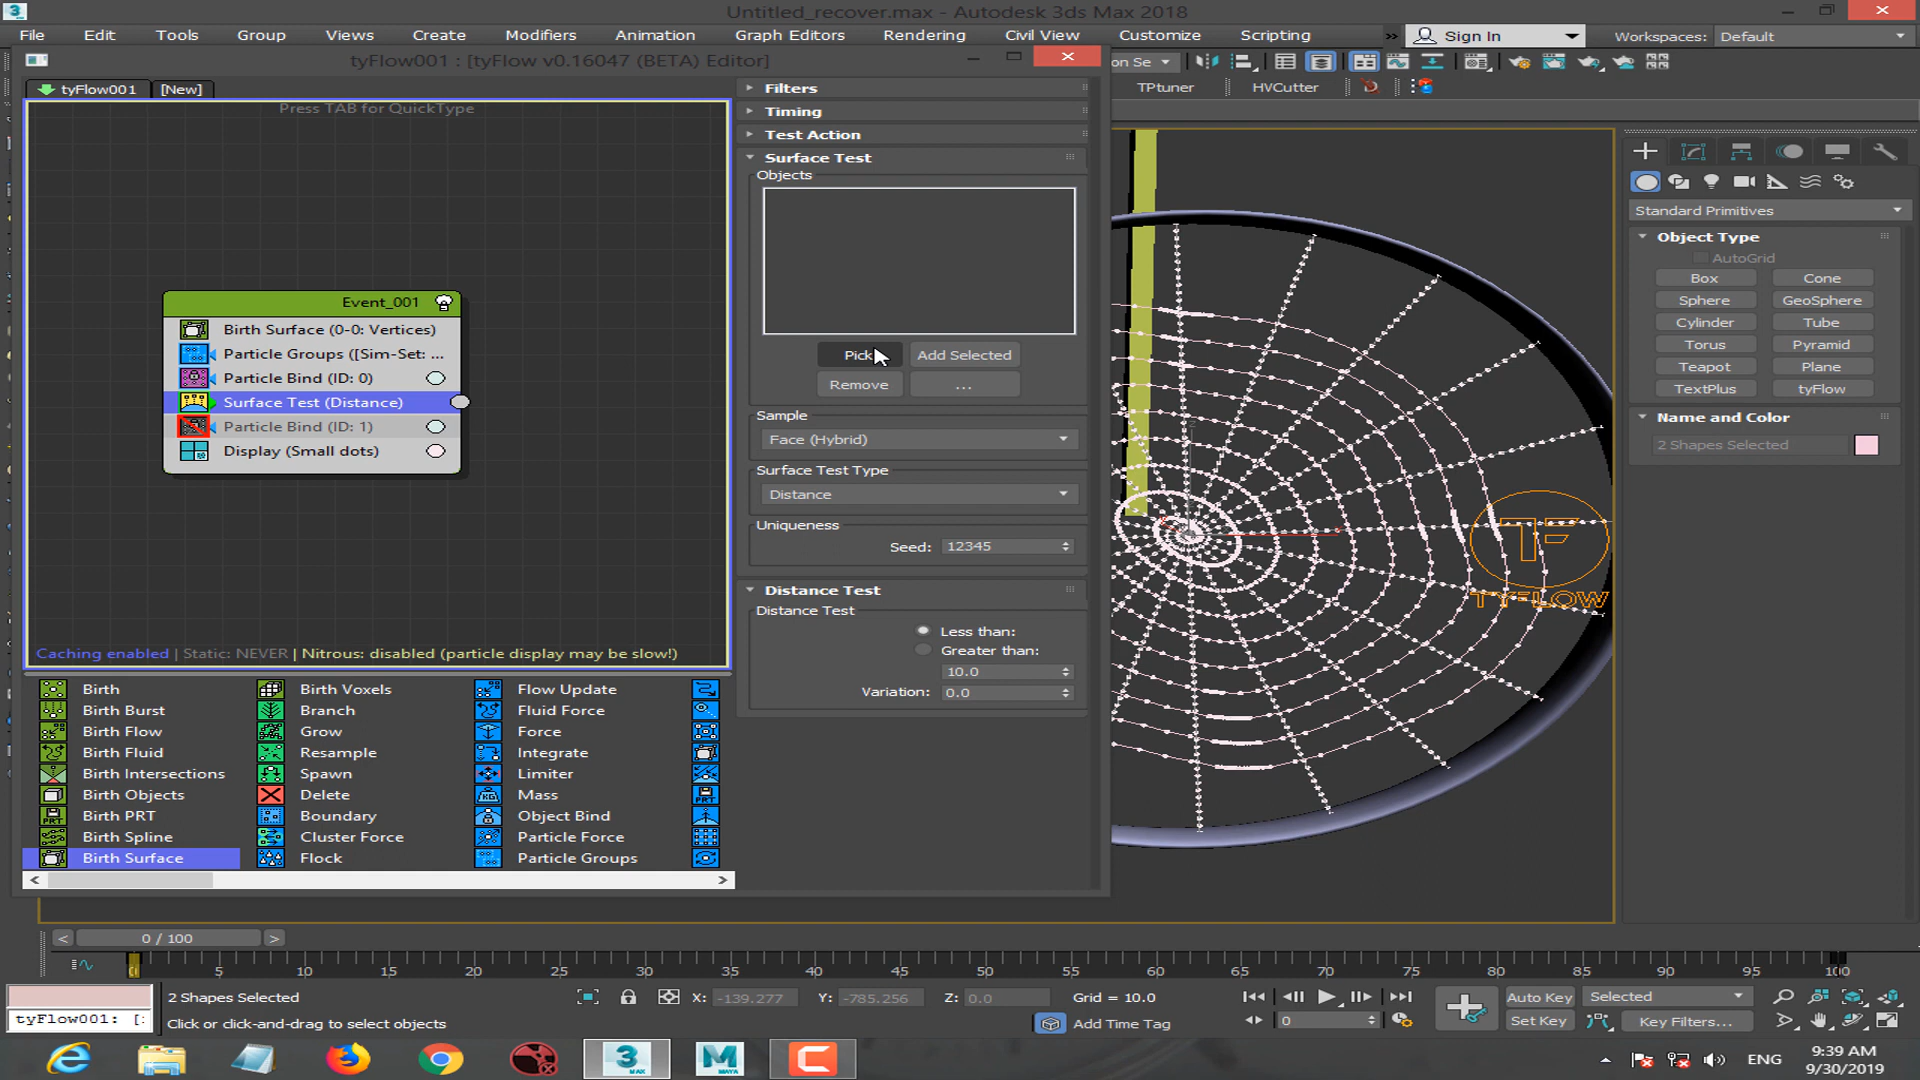 Untitled_recover.max - Autodesk 3ds Max 2018
File Edit Tools Group Views Create Modifiers Animation Graph Editors Rendering Civil View Customize Scripting Sign In Workspaces: Default
tyFlow001 : [tyFlow v0.16047 (BETA) Editor]
on Se
TPtuner HVCutter
tyFlow001 [New]
Press TAB for QuickType
Event_001
Birth Surface (0-0: Vertices)
Particle Groups ([Sim-Set: ...
Particle Bind (ID: 0)
Surface Test (Distance)
Particle Bind (ID: 1)
Display (Small dots)
Caching enabled | Static: NEVER | Nitrous: disabled (particle display may be slow!)
Birth Birth Voxels Flow Update
Birth Burst Branch Fluid Force
Birth Flow Grow Force
Birth Fluid Resample Integrate
Birth Intersections Spawn Limiter
Birth Objects Delete Mass
Birth PRT Boundary Object Bind
Birth Spline Cluster Force Particle Force
Birth Surface Flock Particle Groups
Filters
Timing
Test Action
Surface Test
Objects
Pick Add Selected
Remove ...
Sample
Face (Hybrid)
Surface Test Type
Distance
Uniqueness
Seed: 12345
Distance Test
Distance Test
Less than:
Greater than:
10.0
Variation: 0.0
TF
TYFLOW
Standard Primitives
Object Type
AutoGrid
Box Cone
Sphere GeoSphere
Cylinder Tube
Torus Pyramid
Teapot Plane
TextPlus tyFlow
Name and Color
2 Shapes Selected
0 / 100
0 5 10 15 20 25 30 35 40 45 50 55 60 65 70 75 80 85 90 95 100
2 Shapes Selected X: -139.277 Y: -785.256 Z: 0.0 Grid = 10.0 Auto Key Selected
tyFlow001: [: Click or click-and-drag to select objects Add Time Tag 0 Set Key Key Filters...
3 MAX M MAYA C ENG 9:39 AM
9/30/2019